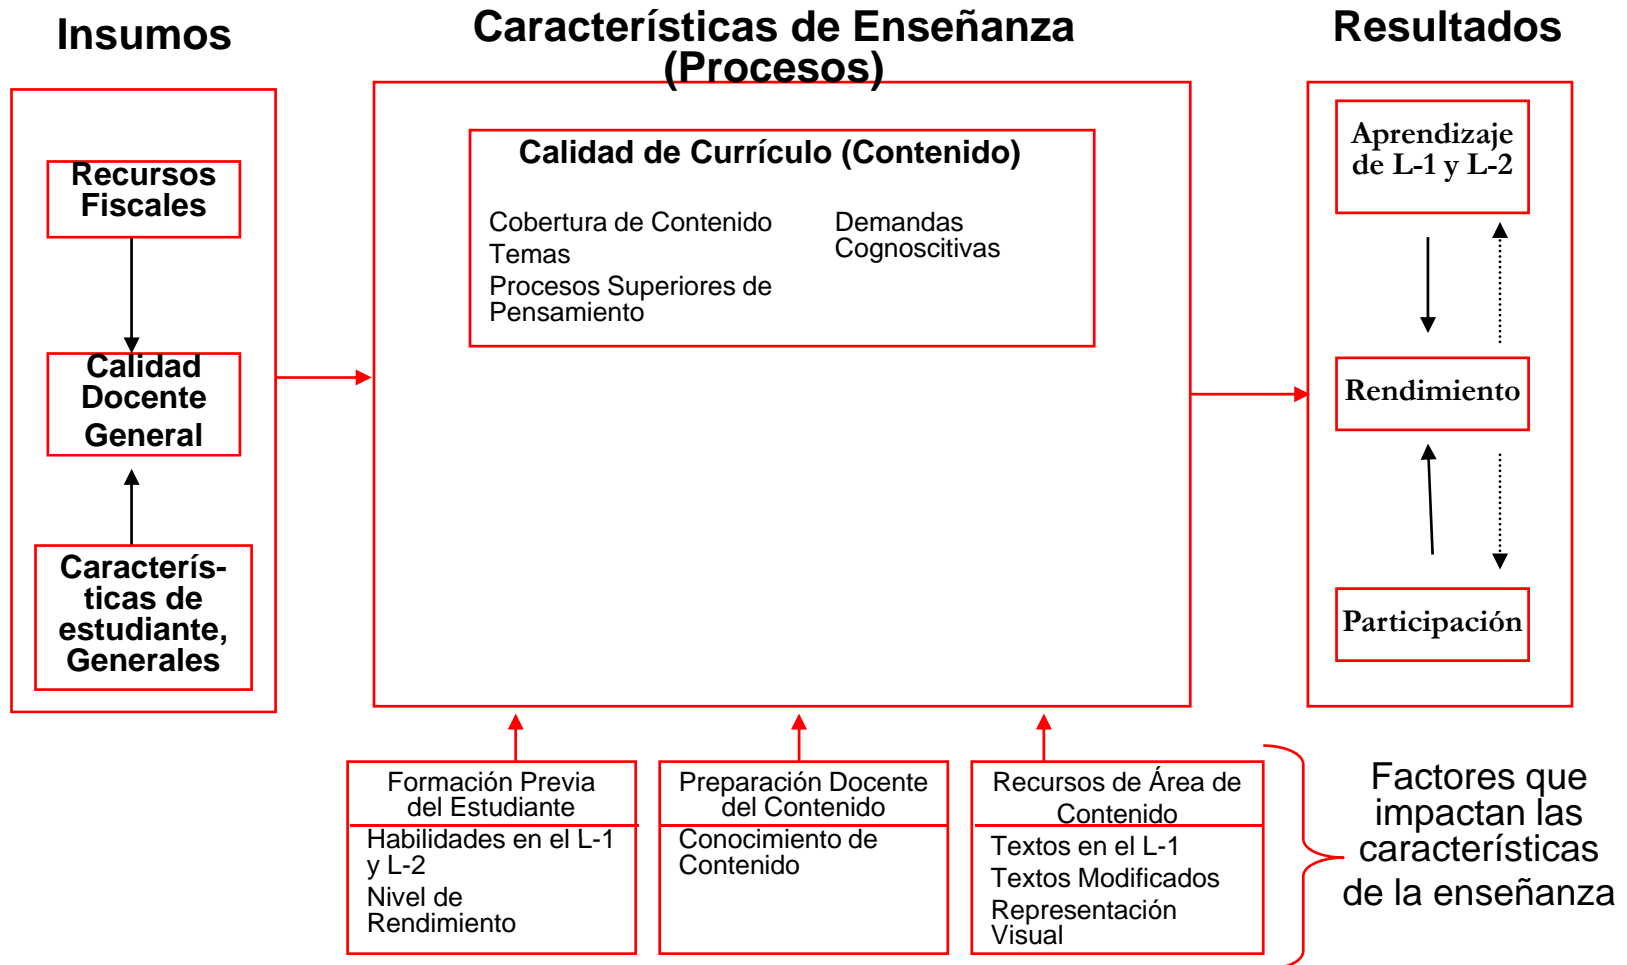 Insumos
Características de Enseñanza
(Procesos)
Resultados
Recursos
Fiscales
Calidad
Docente
General
Caracterís-
ticas de
estudiante,
Generales
Calidad de Currículo (Contenido)
Cobertura de Contenido
Temas
Procesos Superiores de
Pensamiento
Demandas
Cognoscitivas
Aprendizaje
de L-1 y L-2
Rendimiento
Participación
Formación Previa
del Estudiante
Habilidades en el L-1
y L-2
Nivel de
Rendimiento
Preparación Docente
del Contenido
Conocimiento de
Contenido
Recursos de Área de
Contenido
Textos en el L-1
Textos Modificados
Representación
Visual
Factores que
impactan las
características
de la enseñanza